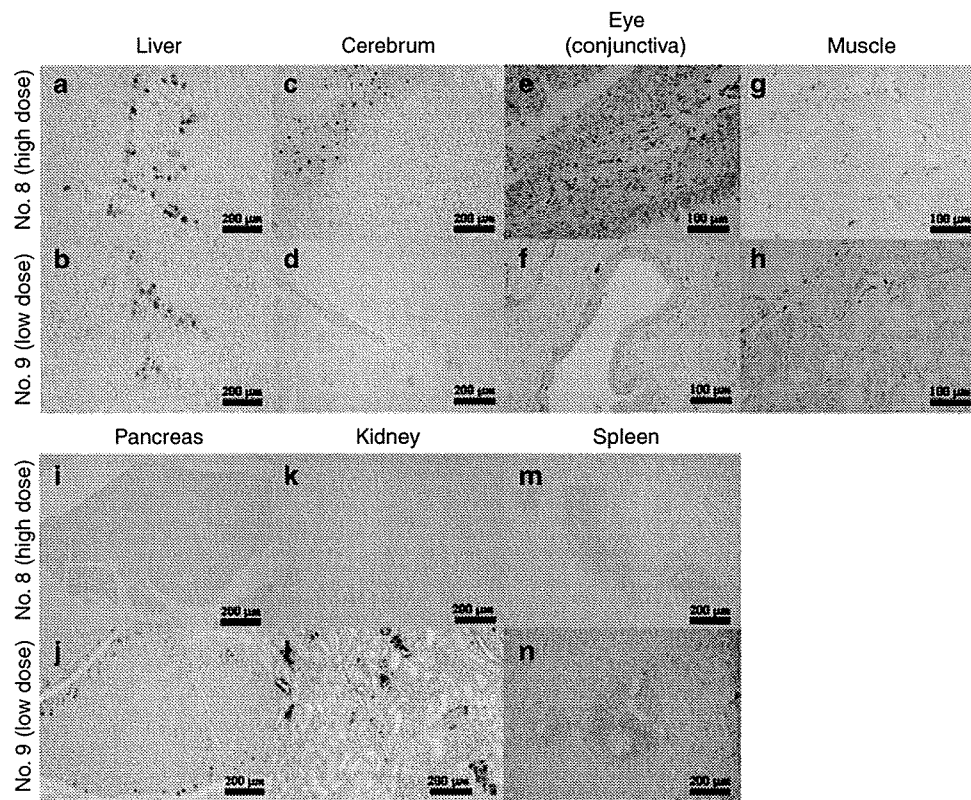 Liver Cerebrum Eye (conjunctiva) Muscle
No. 8 (high dose)
a c e g
200 µm 200 µm 100 µm 100 µm
No. 9 (low dose)
b d f h
200 µm 200 µm 100 µm 100 µm
Pancreas Kidney Spleen
No. 8 (high dose)
i k m
200 µm 200 µm 200 µm
No. 9 (low dose)
j l n
200 µm 200 µm 200 µm